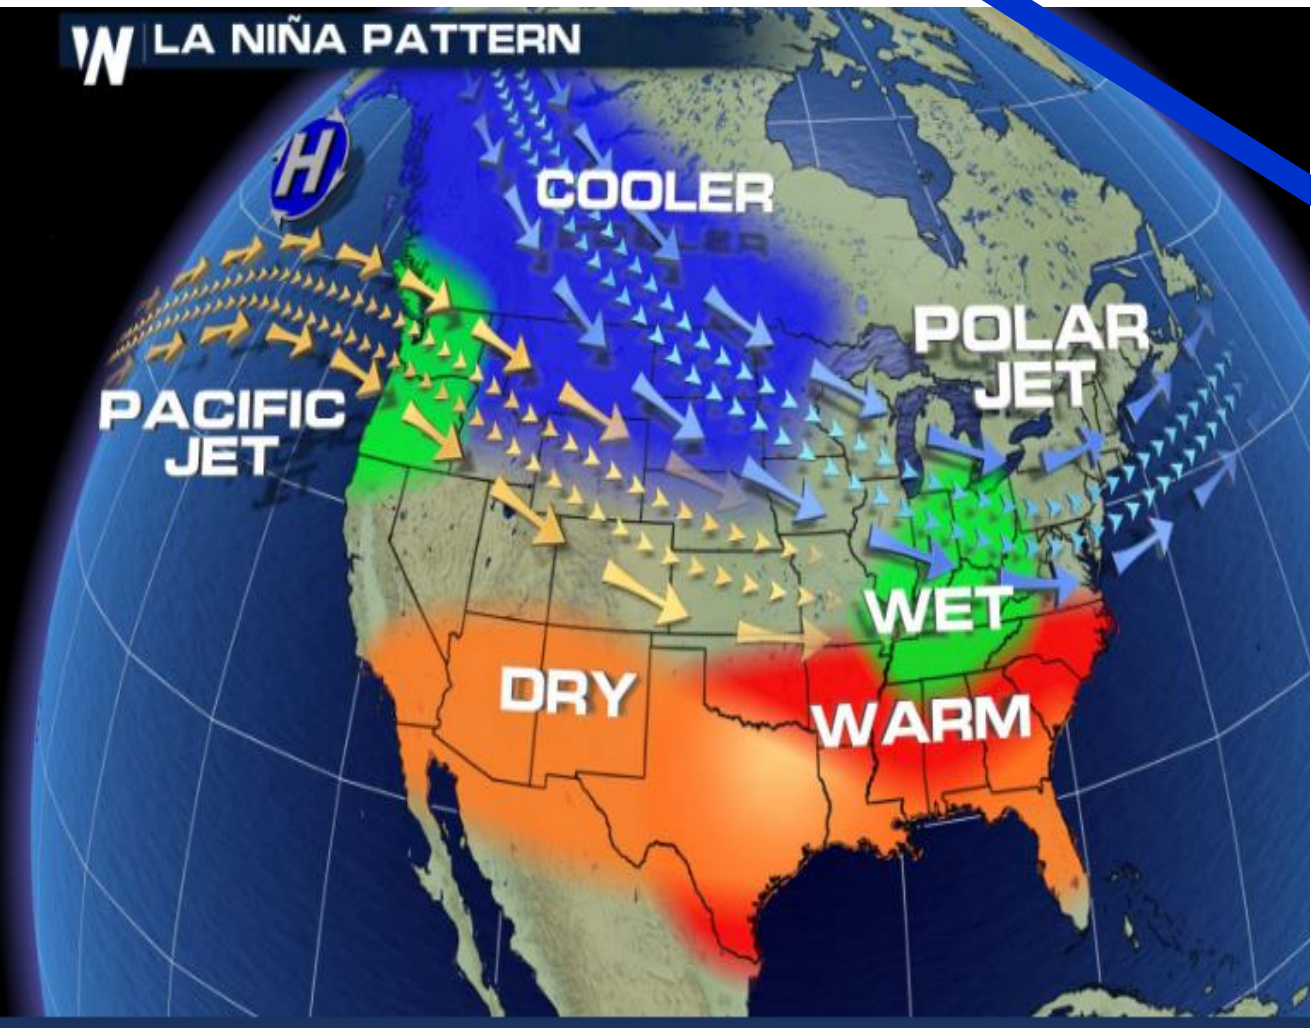 W LA NIÑA PATTERN
H
COOLER
POLAR
JET
PACIFIC
JET
WET
DRY
WARM